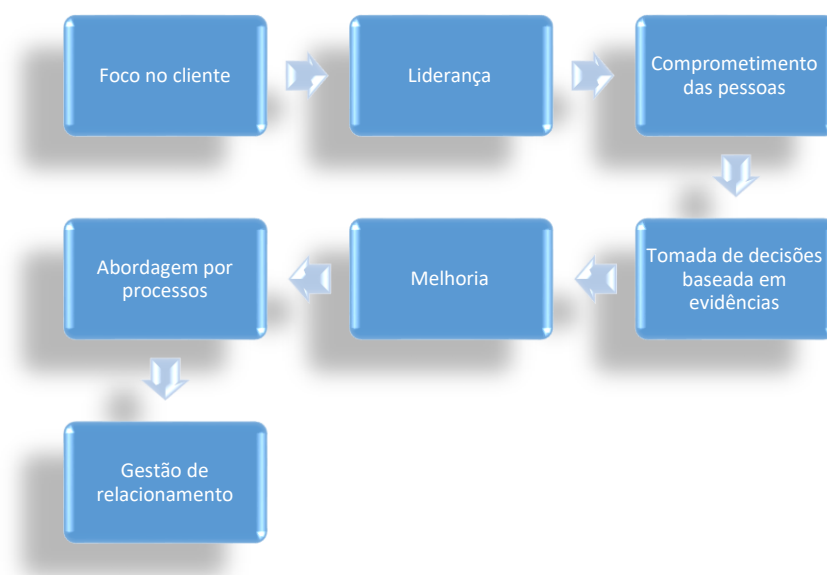 Foco no cliente
Liderança
Comprometimento
das pessoas
Tomada de decisões
baseada em
evidências
Melhoria
Abordagem por
processos
Gestão de
relacionamento